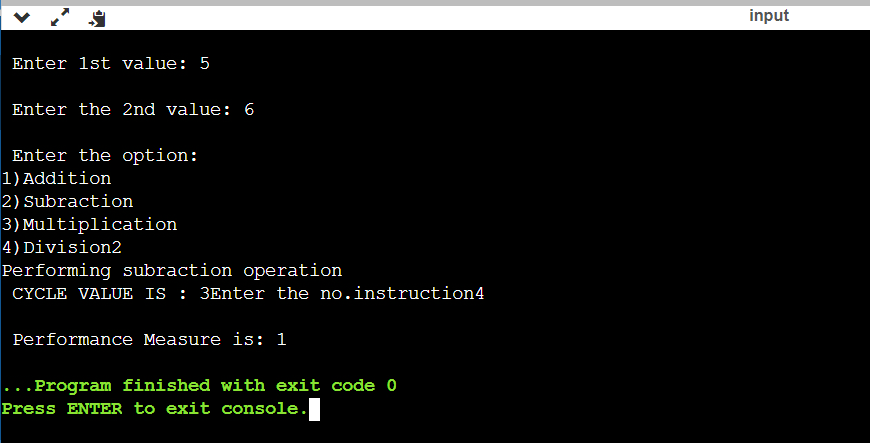 input
Enter 1st value: 5
Enter the 2nd value: 6
Enter the option:
1)Addition
2)Subraction
3)Multiplication
4)Division2
Performing subraction operation
CYCLE VALUE IS : 3Enter the no.instruction4
Performance Measure is: 1
...Program finished with exit code 0
Press ENTER to exit console.